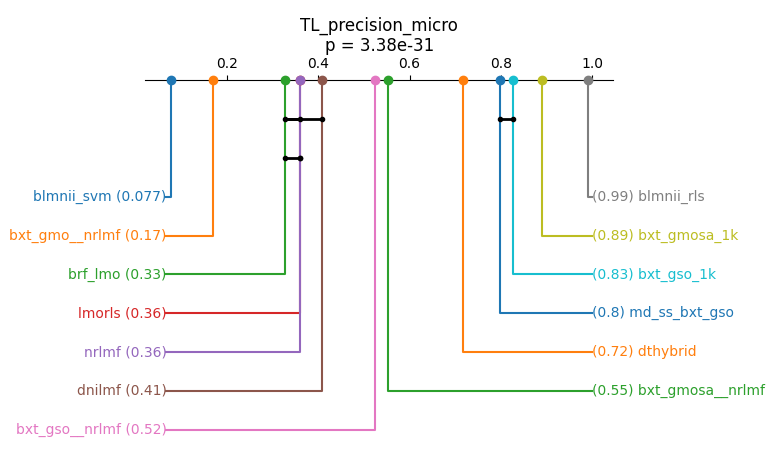 TL_precision_micro
p = 3.38e-31
0.2 0.4 0.6 0.8 1.0
blmnii_svm (0.077) (0.99) blmnii_rls
bxt_gmo__nrlmf (0.17) (0.89) bxt_gmosa_1k
brf_lmo (0.33) (0.83) bxt_gso_1k
lmorls (0.36) (0.8) md_ss_bxt_gso
nrlmf (0.36) (0.72) dthybrid
dnilmf (0.41) (0.55) bxt_gmosa__nrlmf
bxt_gso__nrlmf (0.52)